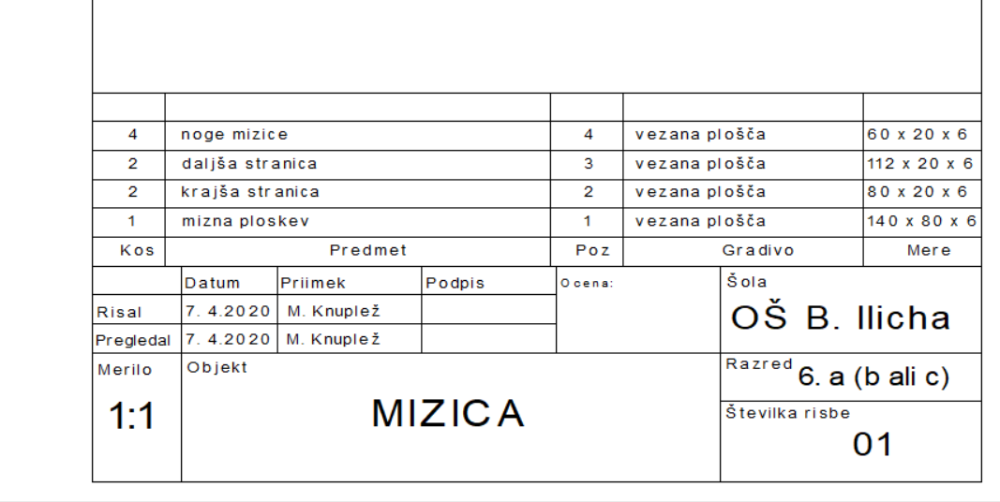 4 noge mizice 4 vezana plošča 60 x 20 x 6
2 daljša stranica 3 vezana plošča 112 x 20 x 6
2 krajša stranica 2 vezana plošča 80 x 20 x 6
1 mizna ploskev 1 vezana plošča 140 x 80 x 6
Kos Predmet Poz Gradivo Mere
Datum Priimek Podpis Ocena: Šola
Risal 7. 4.2020 M. Knuplež
OŠ B. Ilicha
Pregledal 7. 4.2020 M. Knuplež
Merilo Objekt Razred 6. a (b ali c)
1:1 MIZICA
Številka risbe
01